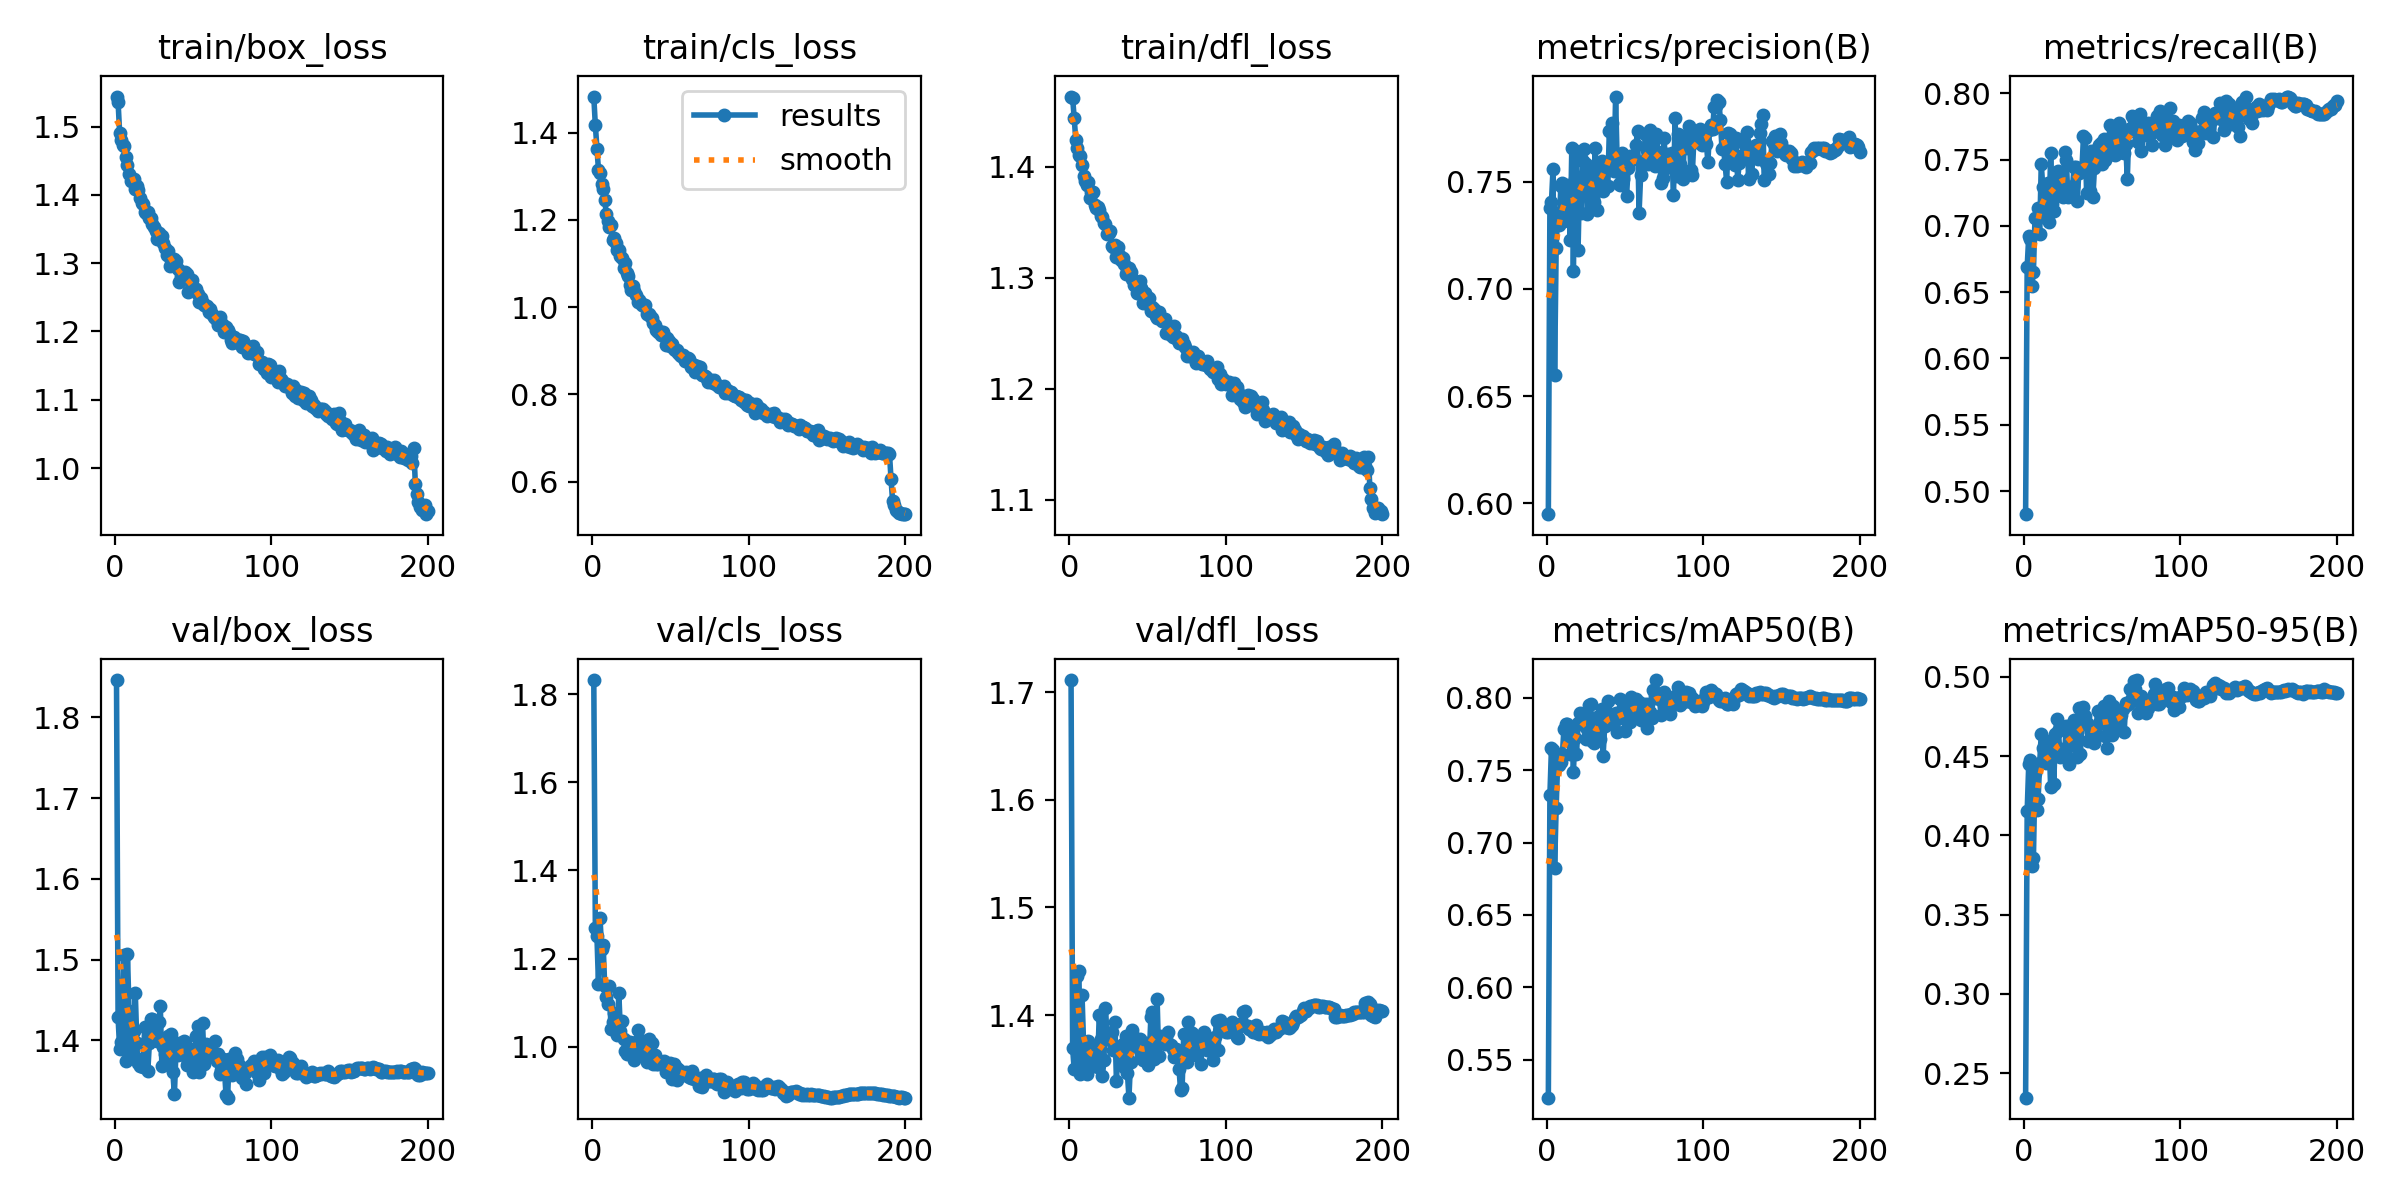 train/box_loss
1.5
1.4
1.3
1.2
1.1
1.0
0 100 200
train/cls_loss
results
smooth
1.4
1.2
1.0
0.8
0.6
0 100 200
train/dfl_loss
1.4
1.3
1.2
1.1
0 100 200
metrics/precision(B)
0.75
0.70
0.65
0.60
0 100 200
metrics/recall(B)
0.80
0.75
0.70
0.65
0.60
0.55
0.50
0 100 200
val/box_loss
1.8
1.7
1.6
1.5
1.4
0 100 200
val/cls_loss
1.8
1.6
1.4
1.2
1.0
0 100 200
val/dfl_loss
1.7
1.6
1.5
1.4
0 100 200
metrics/mAP50(B)
0.80
0.75
0.70
0.65
0.60
0.55
0 100 200
metrics/mAP50-95(B)
0.50
0.45
0.40
0.35
0.30
0.25
0 100 200